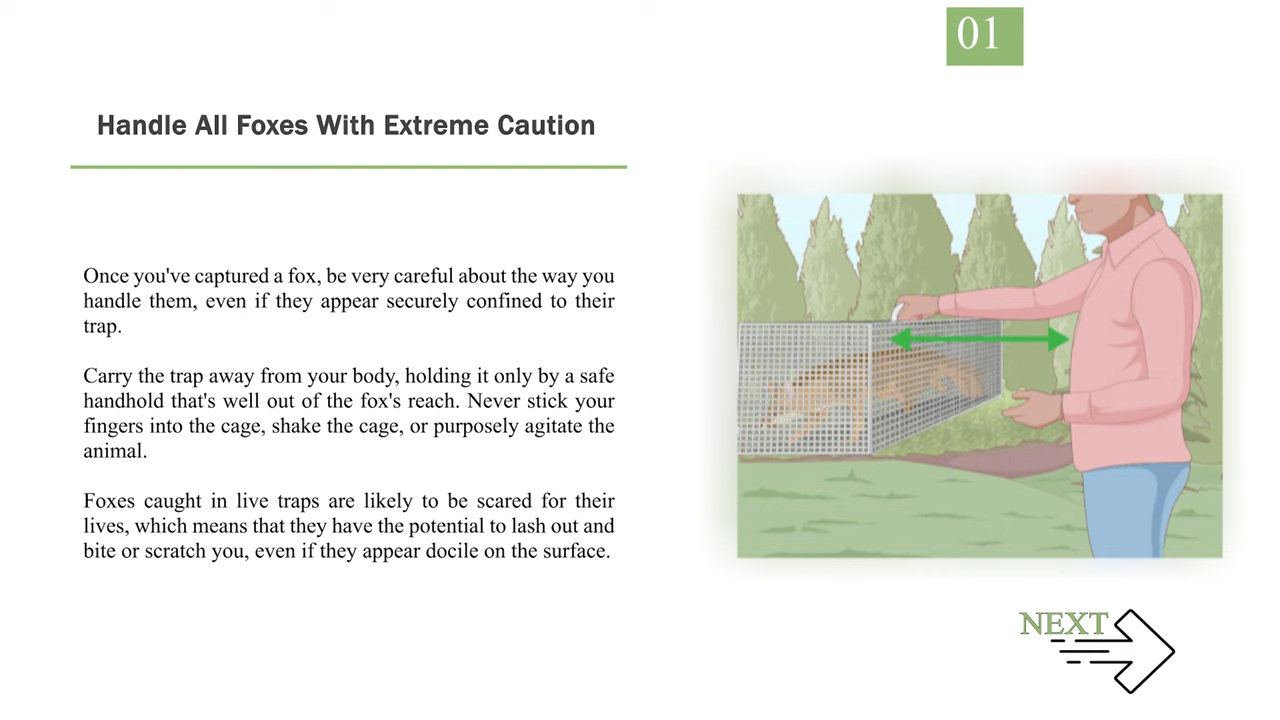 01
Handle All Foxes With Extreme Caution
Once you've captured a fox, be very careful about the way you
handle them, even if they appear securely confined to their
trap.
Carry the trap away from your body, holding it only by a safe
handhold that's well out of the fox's reach. Never stick your
fingers into the cage, shake the cage, or purposely agitate the
animal.
Foxes caught in live traps are likely to be scared for their
lives, which means that they have the potential to lash out and
bite or scratch you, even if they appear docile on the surface.
NEXT